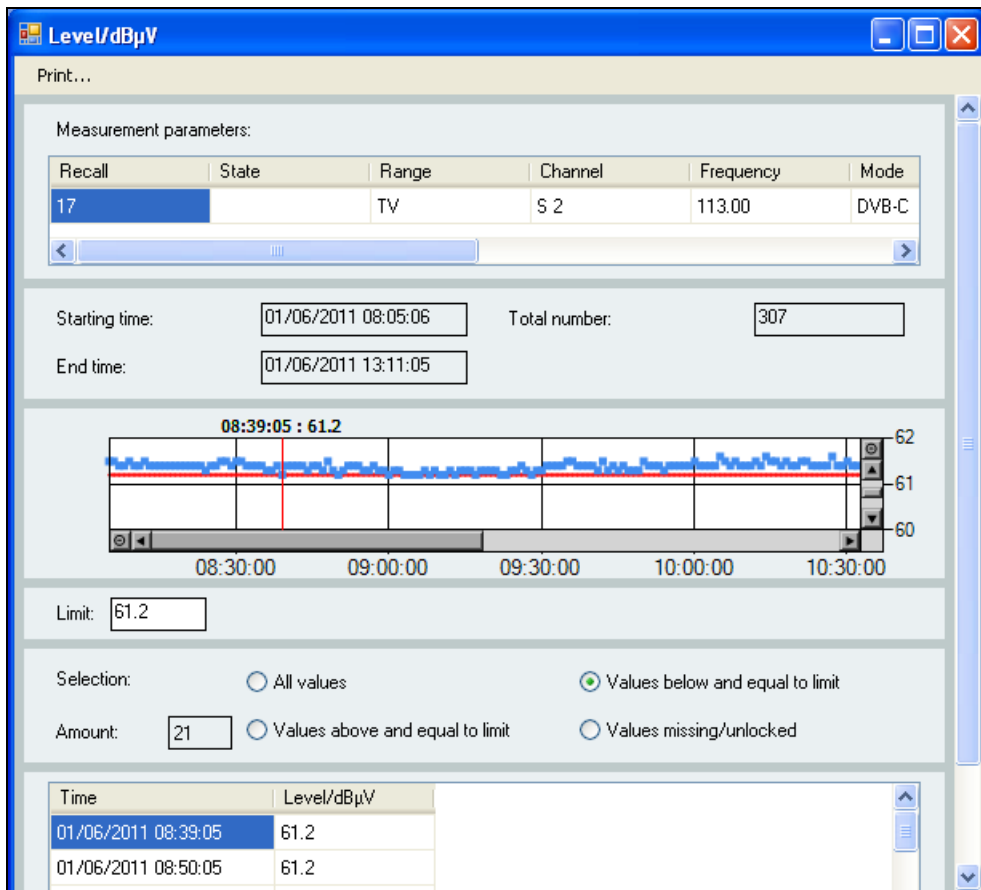 Level/dBµV
Print...
Measurement parameters:
Recall State Range Channel Frequency Mode
17 TV S 2 113.00 DVB-C
Starting time: 01/06/2011 08:05:06 Total number: 307
End time: 01/06/2011 13:11:05
08:39:05 : 61.2
62
61
60
08:30:00 09:00:00 09:30:00 10:00:00 10:30:00
Limit: 61.2
Selection: All values Values below and equal to limit
Amount: 21 Values above and equal to limit Values missing/unlocked
Time Level/dBµV
01/06/2011 08:39:05 61.2
01/06/2011 08:50:05 61.2